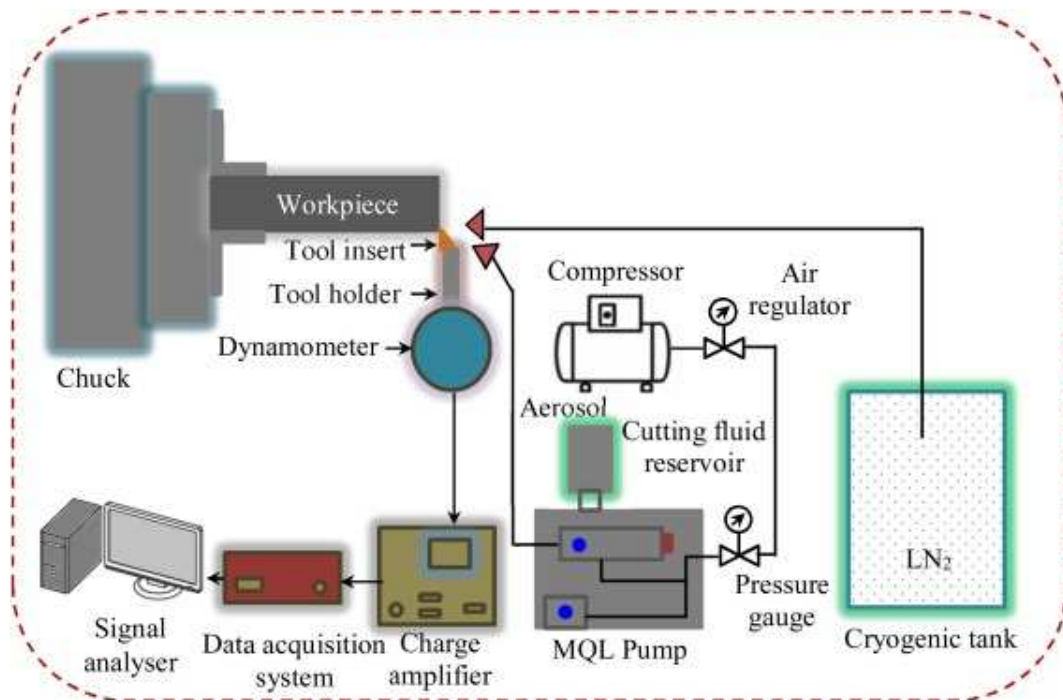 Workpiece
Tool insert
Tool holder
Dynamometer
Chuck
Compressor
Air
regulator
Aerosol
Cutting fluid
reservoir
LN₂
Pressure
gauge
Cryogenic tank
MQL Pump
Charge
amplifier
Data acquisition
system
Signal
analyser